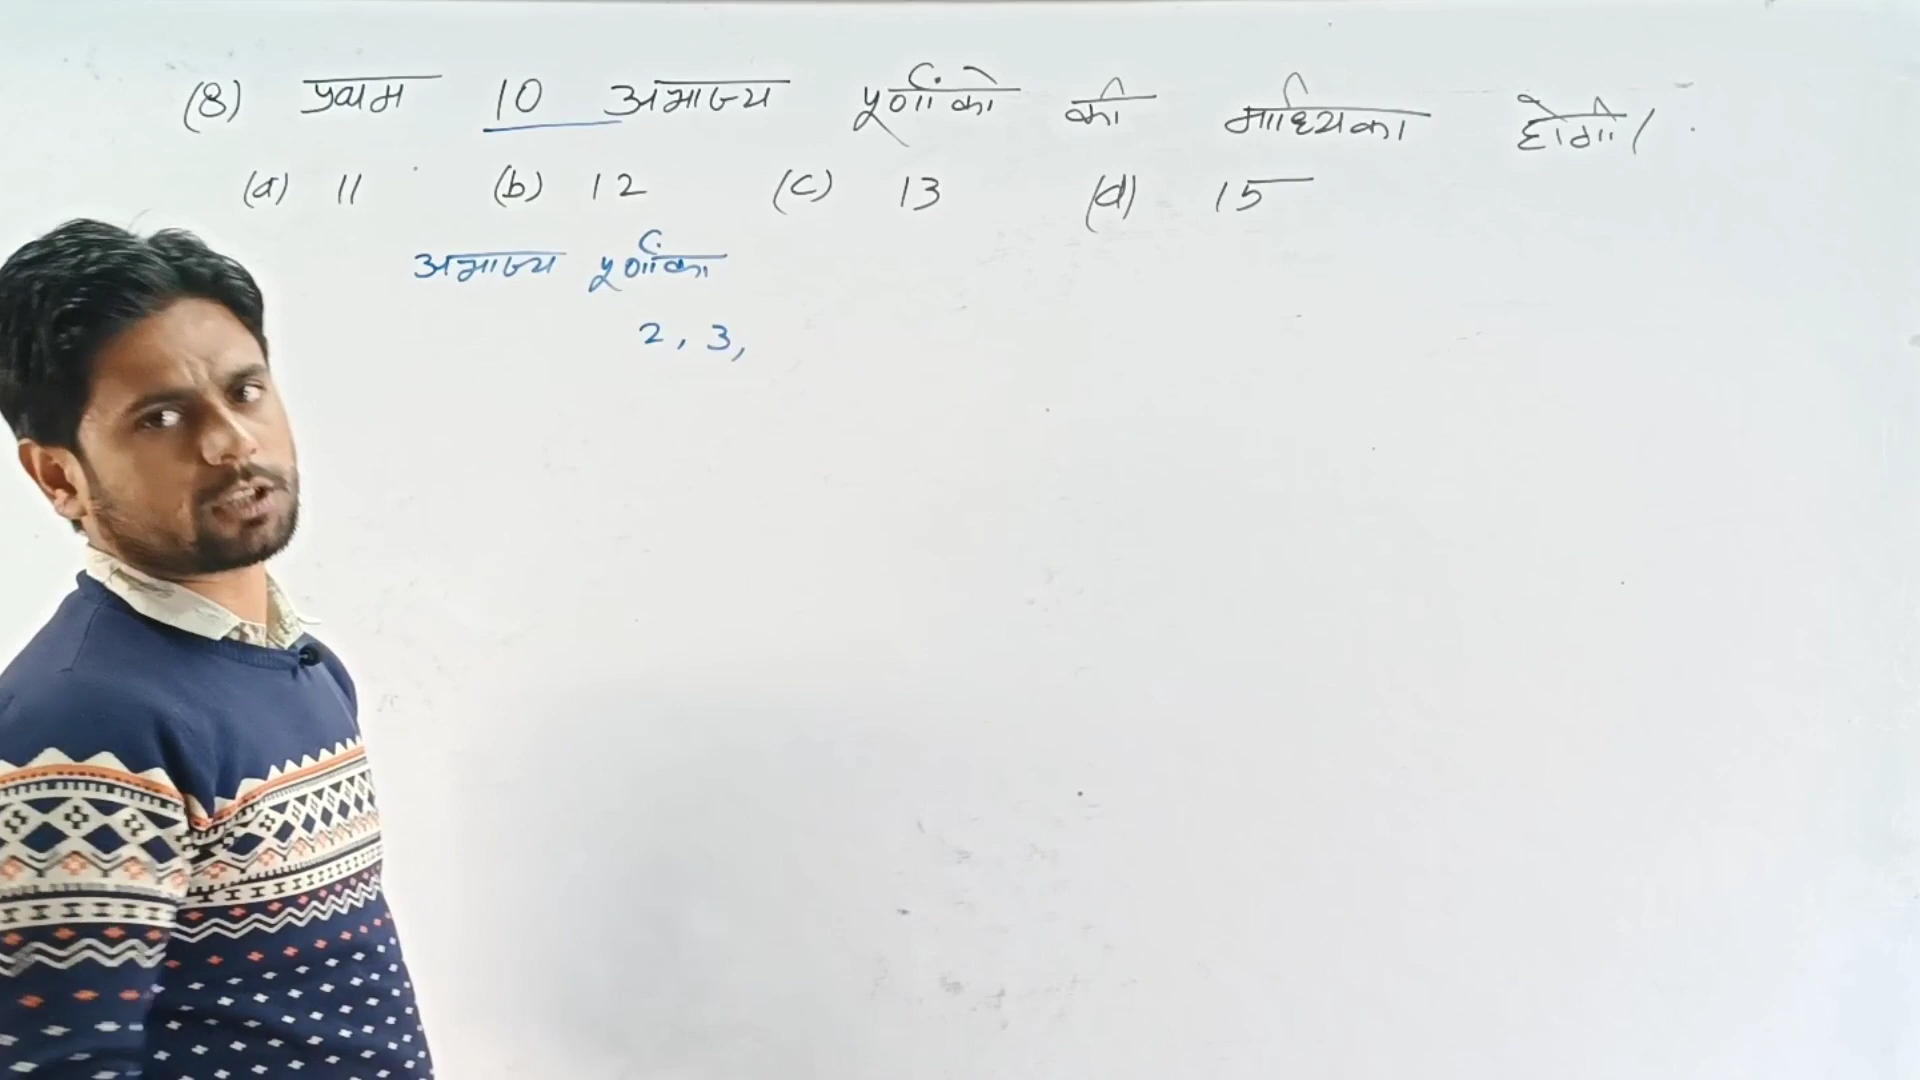 (8) प्रथम 10 अभाज्य पूर्णांकों की माध्यिका होगी।
(a) 11 (b) 12 (c) 13 (d) 15
अभाज्य पूर्णांक
2, 3,